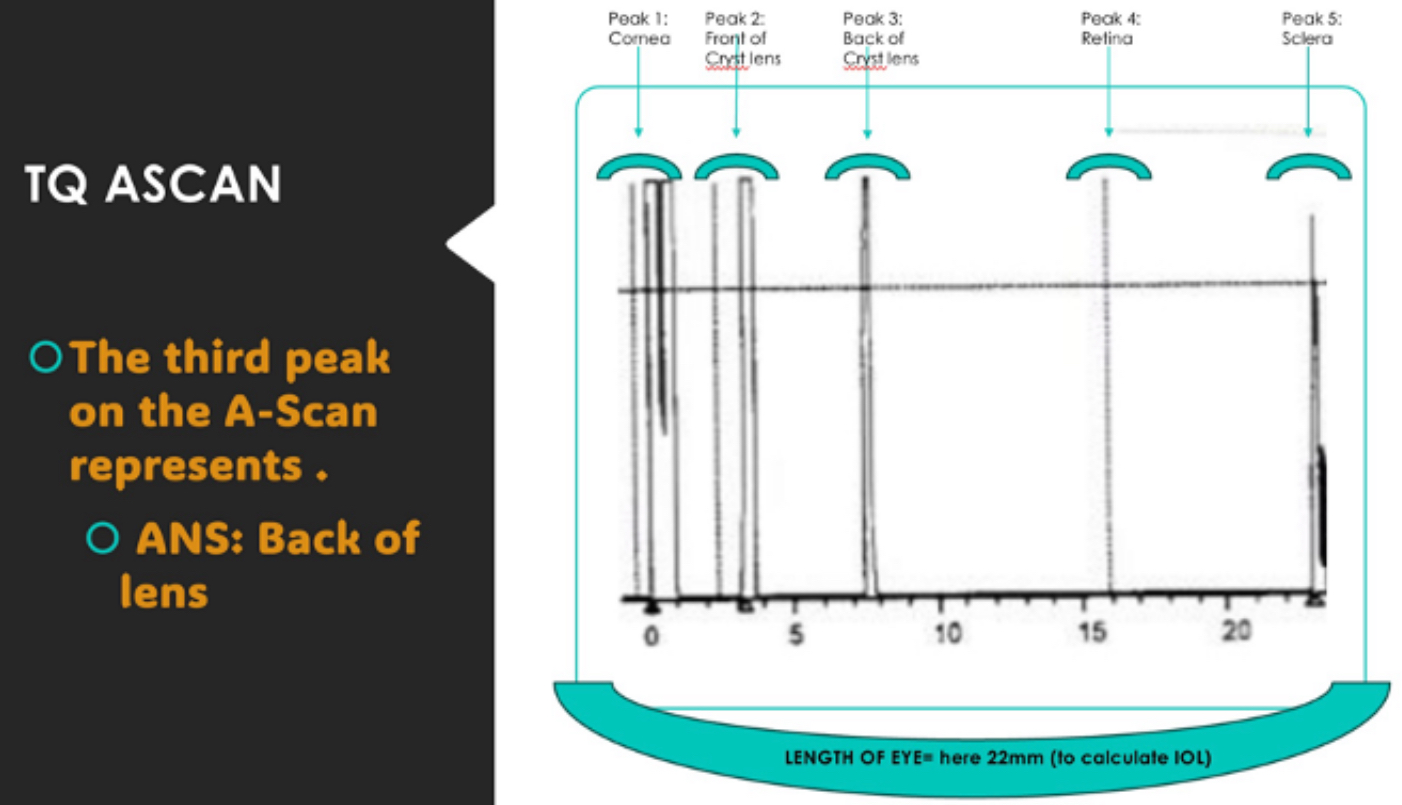 TQ ASCAN
The third peak
on the A-Scan
represents .
ANS: Back of
lens
Peak 1:
Cornea
Peak 2:
Front of
Cryst lens
Peak 3:
Back of
Cryst lens
Peak 4:
Retina
Peak 5:
Sclera
0 5 10 15 20
LENGTH OF EYE= here 22mm (to calculate IOL)